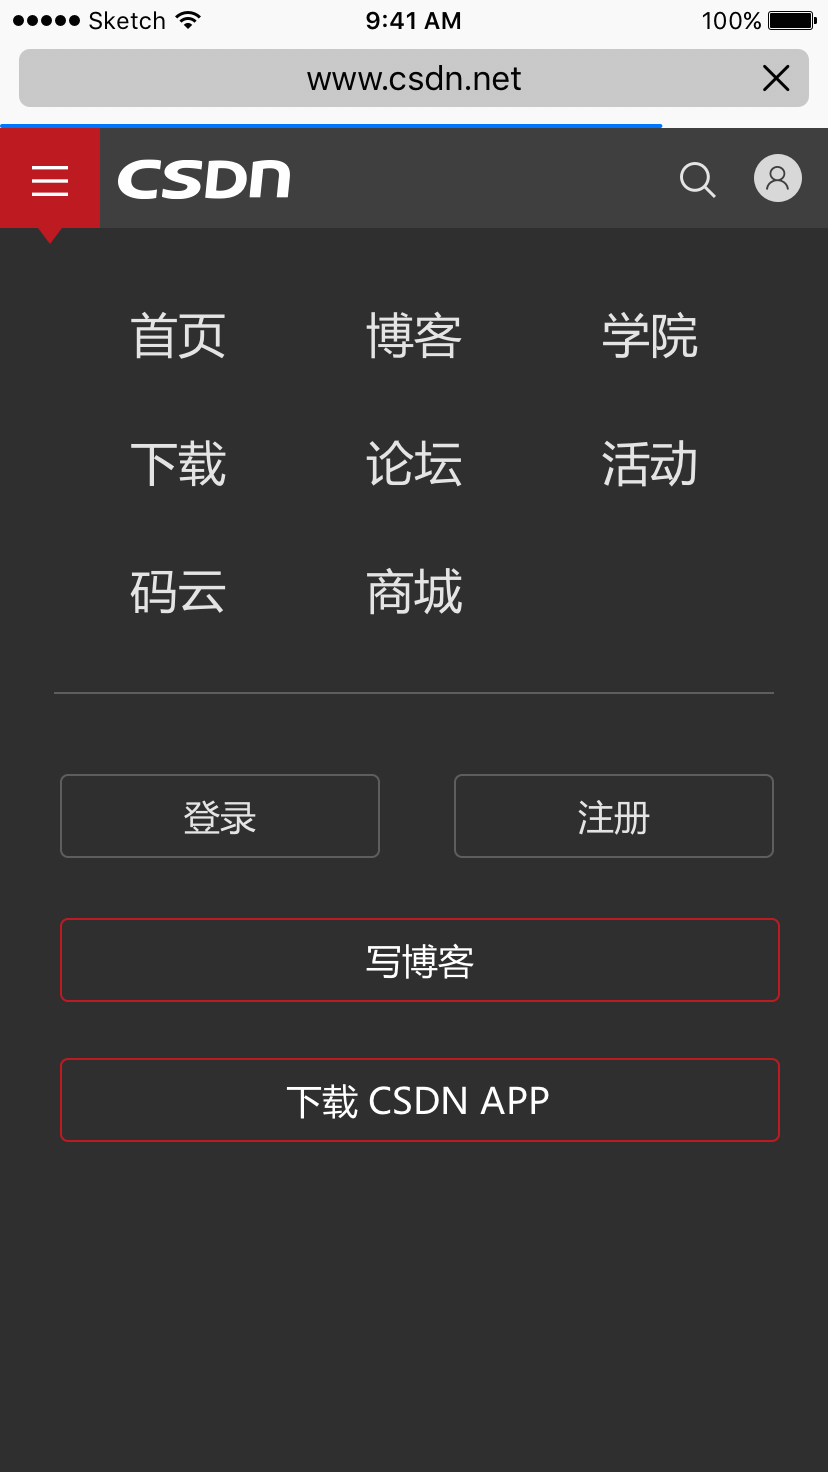 Sketch 9:41 AM 100%
www.csdn.net
CSDN
首页 博客 学院
下载 论坛 活动
码云 商城
登录 注册
写博客
下载 CSDN APP